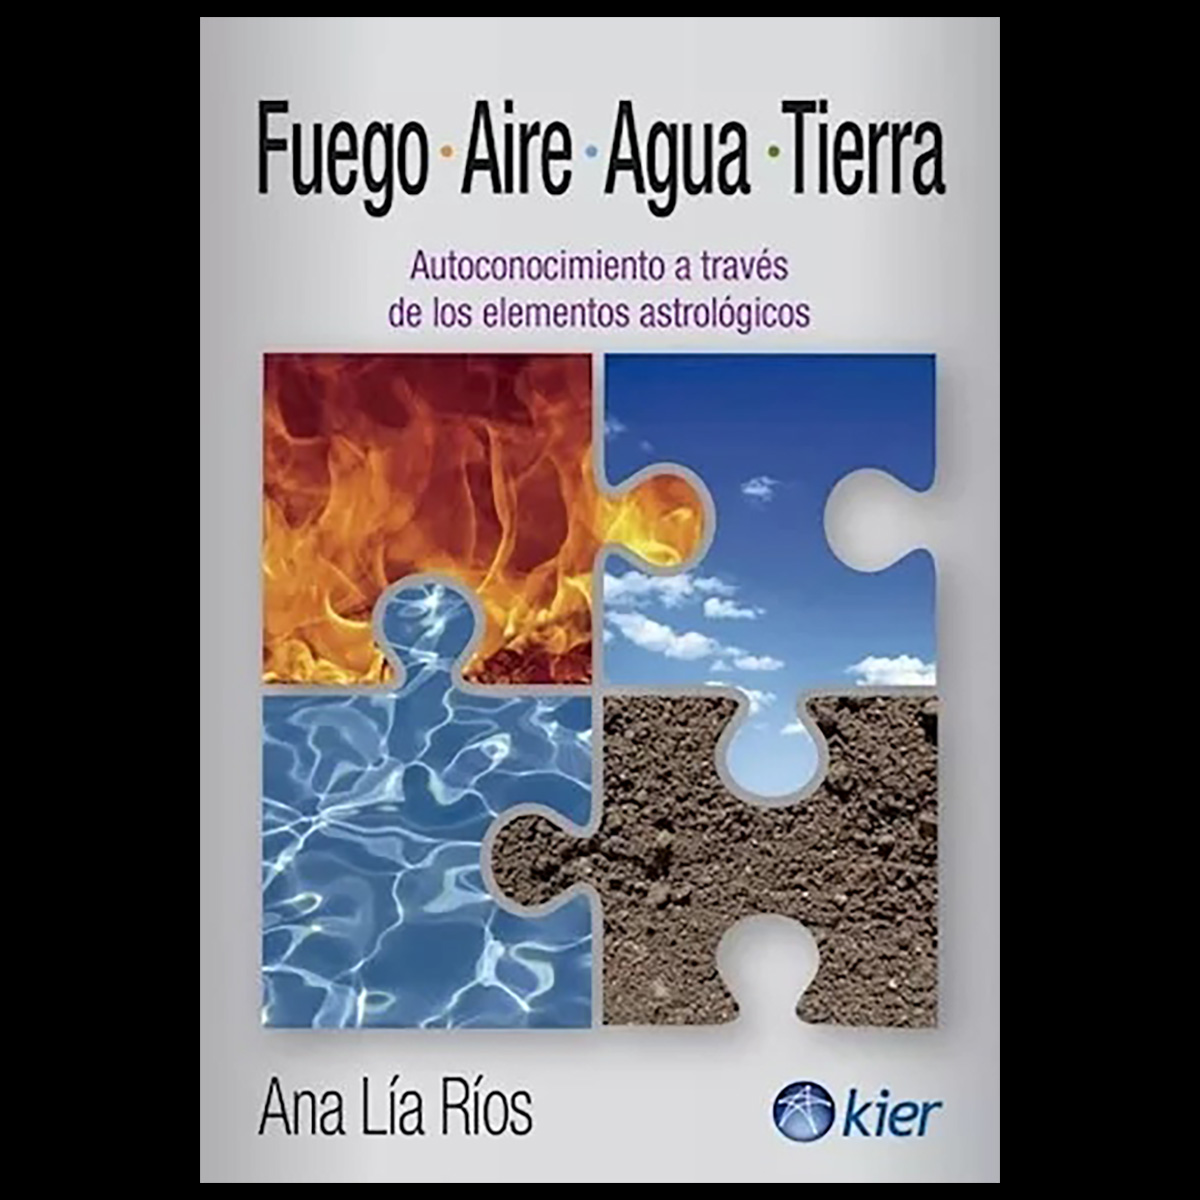 Fuego · Aire · Agua · Tierra
Autoconocimiento a través
de los elementos astrológicos
Ana Lía Ríos
kier